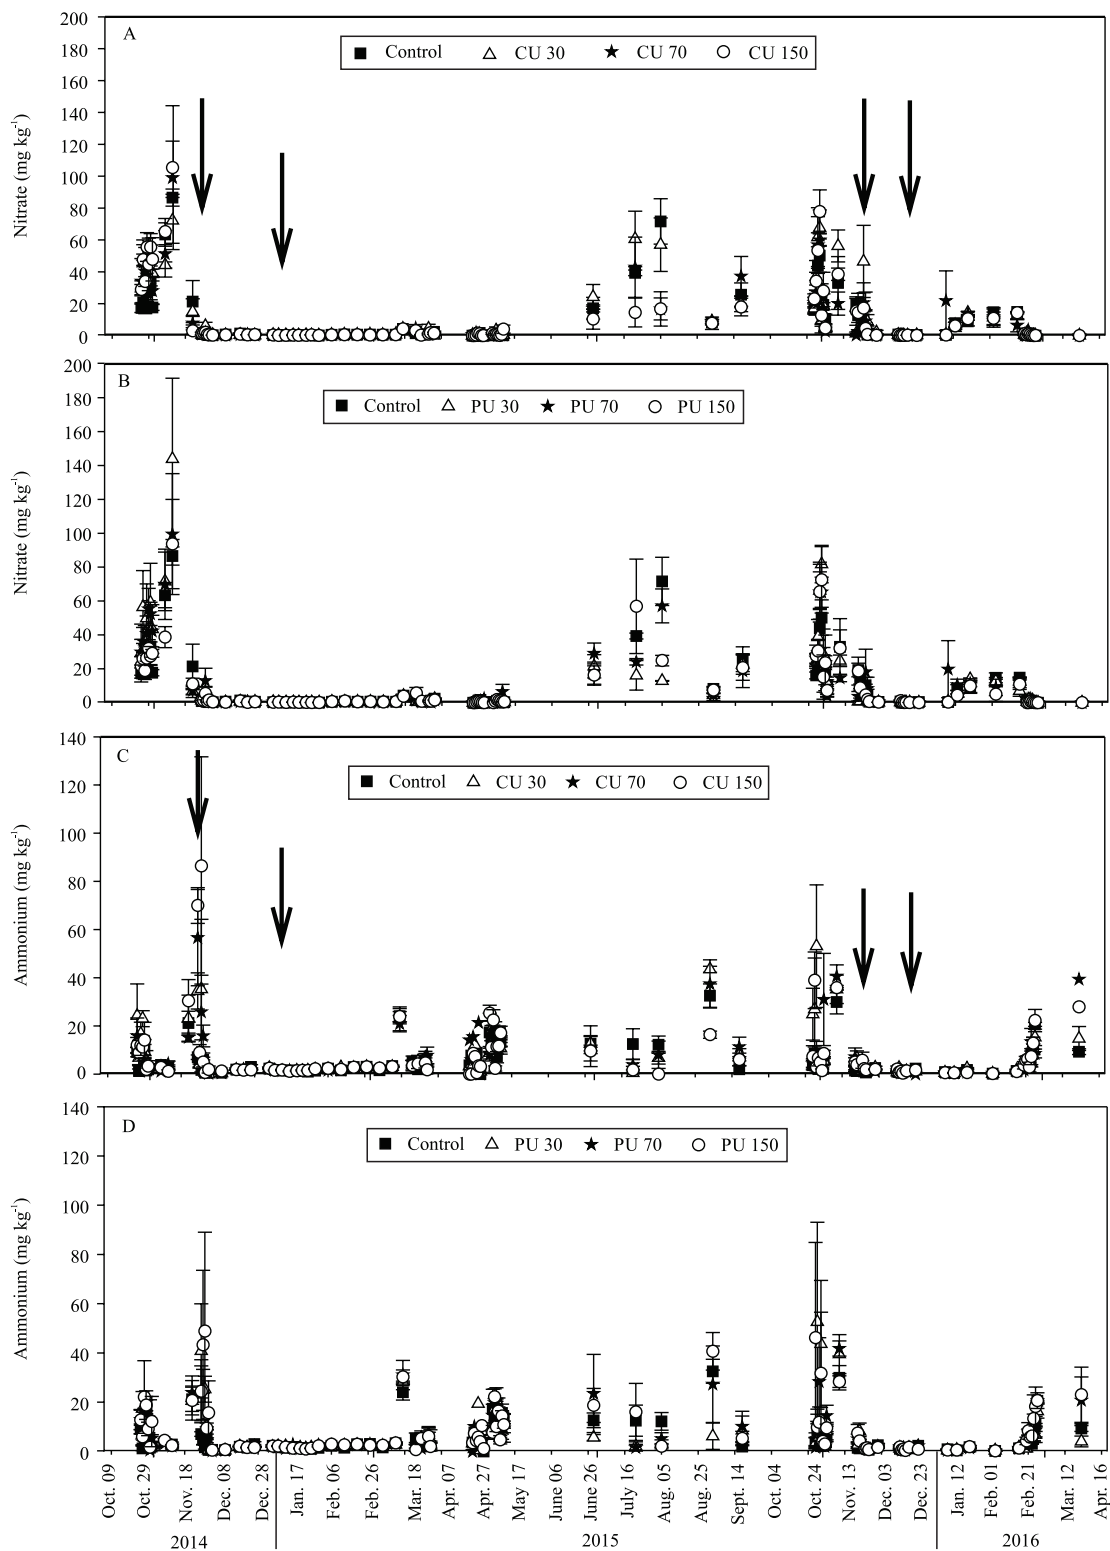 A
Control CU 30 CU 70 CU 150
Nitrate (mg kg⁻¹)
200
180
160
140
120
100
80
60
40
20
0
B
Control PU 30 PU 70 PU 150
Nitrate (mg kg⁻¹)
200
180
160
140
120
100
80
60
40
20
0
C
Control CU 30 CU 70 CU 150
Ammonium (mg kg⁻¹)
140
120
100
80
60
40
20
0
D
Control PU 30 PU 70 PU 150
Ammonium (mg kg⁻¹)
140
120
100
80
60
40
20
0
Oct. 09
Oct. 29
Nov. 18
Dec. 08
Dec. 28
Jan. 17
Feb. 06
Feb. 26
Mar. 18
Apr. 07
Apr. 27
May 17
June 06
June 26
July 16
Aug. 05
Aug. 25
Sept. 14
Oct. 04
Oct. 24
Nov. 13
Dec. 03
Dec. 23
Jan. 12
Feb. 01
Feb. 21
Mar. 12
Apr. 16
2014 2015 2016